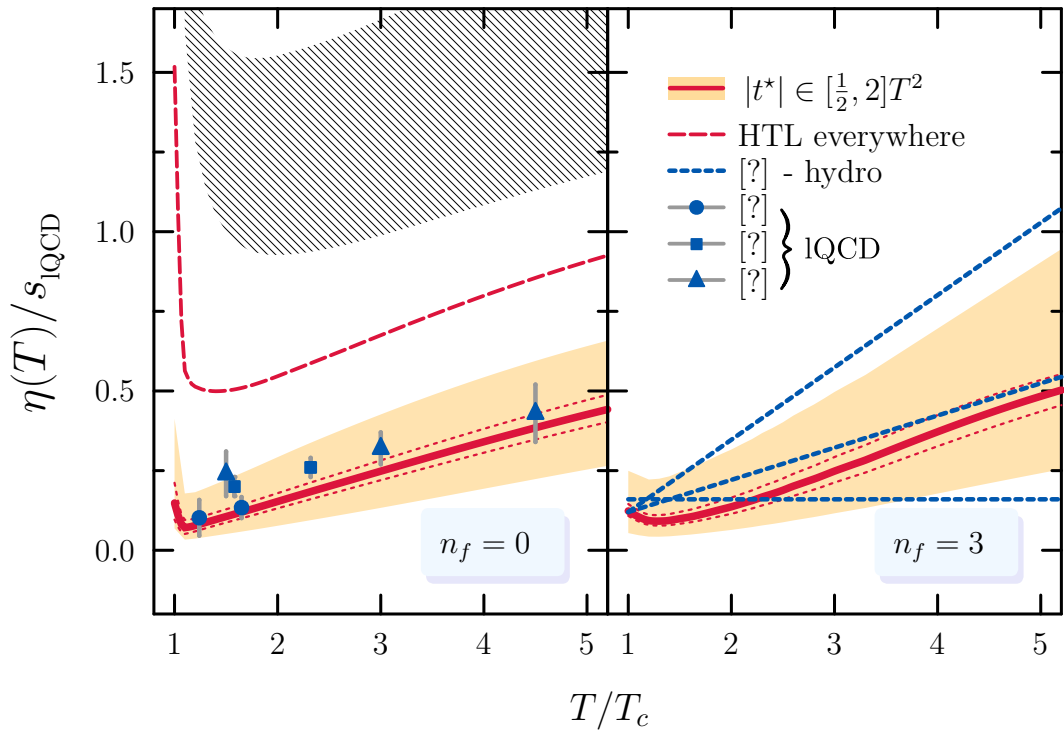 1.5
1.0
0.5
0.0
η(T)/s_lQCD
|t⋆| ∈ [1/2, 2]T²
HTL everywhere
[?] - hydro
[?]
[?] } lQCD
[?]
n_f = 0
n_f = 3
1 2 3 4 5 1 2 3 4 5
T/T_c